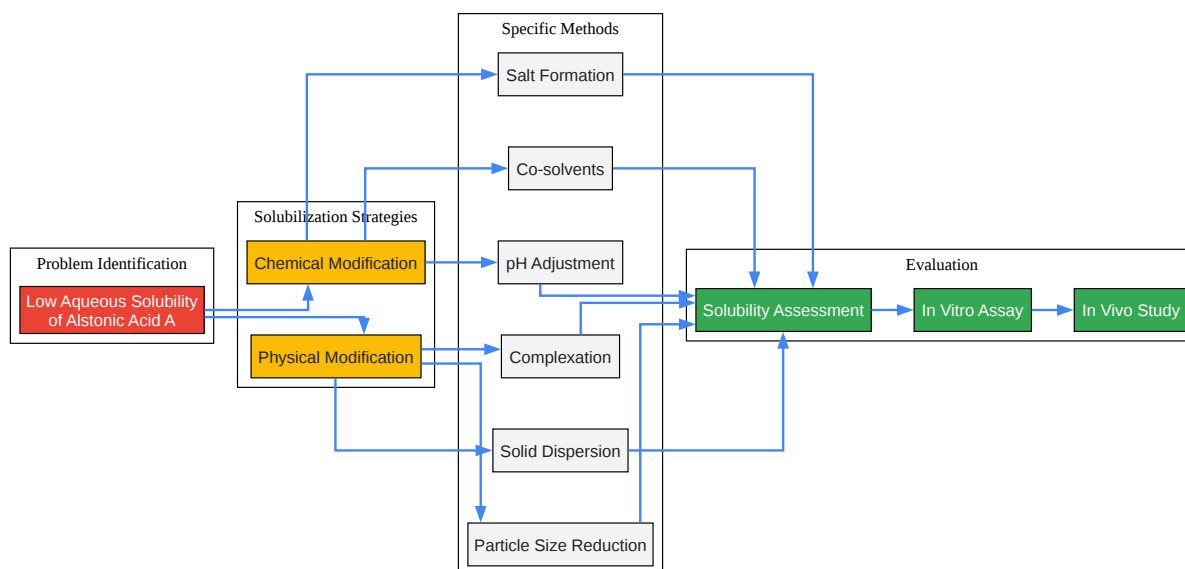 Problem Identification
Low Aqueous Solubility
of Alstonic Acid A
Solubilization Strategies
Chemical Modification
Physical Modification
Specific Methods
Salt Formation
Co-solvents
pH Adjustment
Complexation
Solid Dispersion
Particle Size Reduction
Evaluation
Solubility Assessment
In Vitro Assay
In Vivo Study